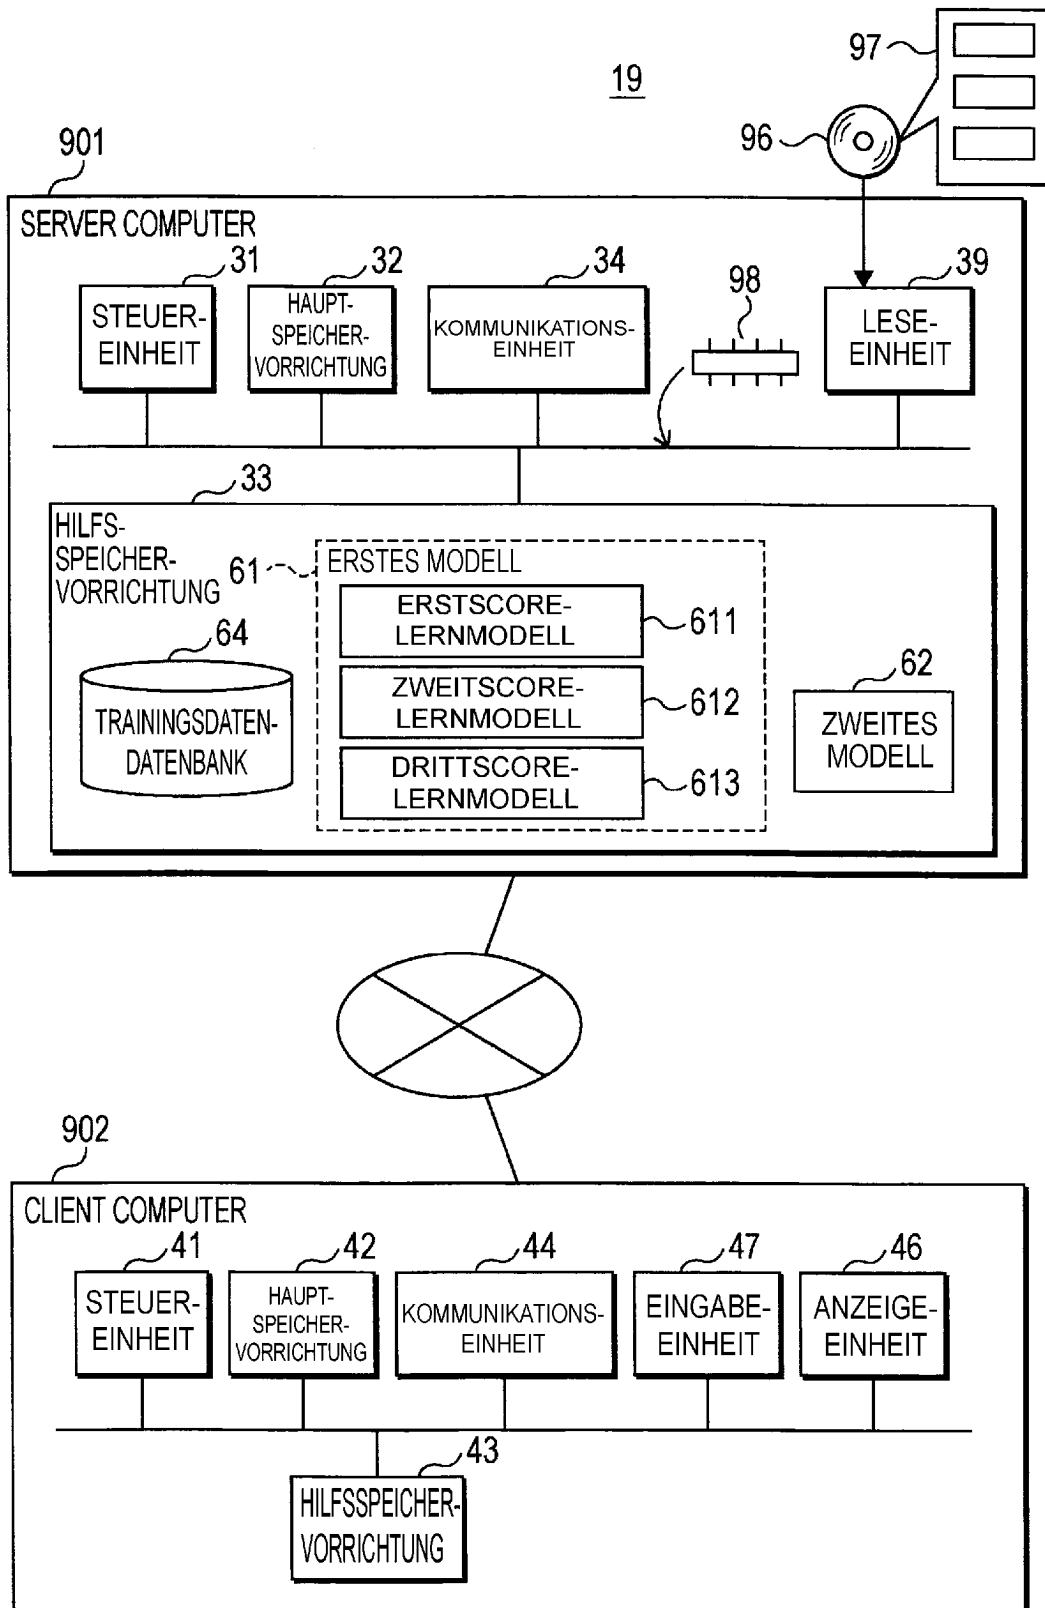 97
19
96
901
SERVER COMPUTER
31
32
34
98
39
STEUER-
EINHEIT
HAUPT-
SPEICHER-
VORRICHTUNG
KOMMUNIKATIONS-
EINHEIT
LESE-
EINHEIT
33
HILFS-
SPEICHER-
VORRICHTUNG
61
ERSTES MODELL
ERSTSCORE-
LERNMODELL
611
64
TRAININGSDATEN-
DATENBANK
ZWEITSCORE-
LERNMODELL
612
62
ZWEITES
MODELL
DRITTSCORE-
LERNMODELL
613
902
CLIENT COMPUTER
41
42
44
47
46
STEUER-
EINHEIT
HAUPT-
SPEICHER-
VORRICHTUNG
KOMMUNIKATIONS-
EINHEIT
EINGABE-
EINHEIT
ANZEIGE-
EINHEIT
43
HILFSSPEICHER-
VORRICHTUNG